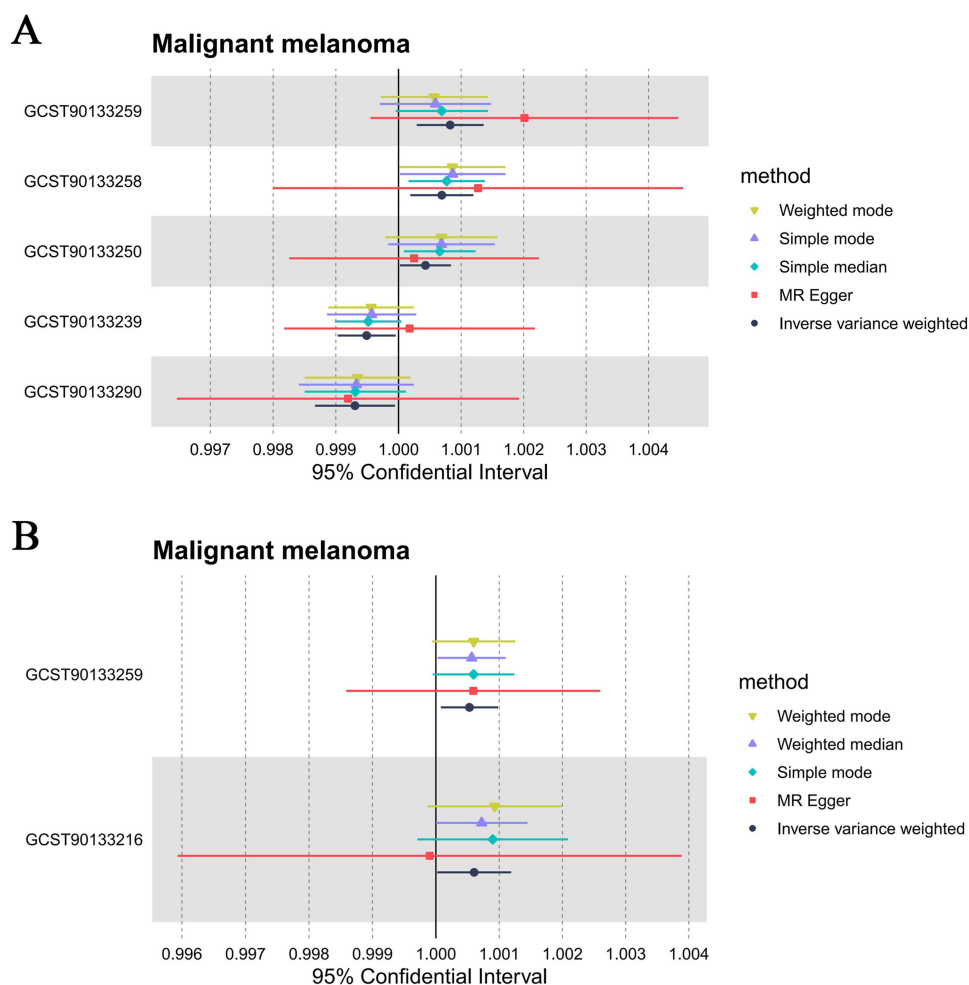 A
Malignant melanoma
GCST90133259
GCST90133258
GCST90133250
GCST90133239
GCST90133290
0.997 0.998 0.999 1.000 1.001 1.002 1.003 1.004
95% Confidential Interval
method
Weighted mode
Simple mode
Simple median
MR Egger
Inverse variance weighted
B
Malignant melanoma
GCST90133259
GCST90133216
0.996 0.997 0.998 0.999 1.000 1.001 1.002 1.003 1.004
95% Confidential Interval
method
Weighted mode
Weighted median
Simple mode
MR Egger
Inverse variance weighted